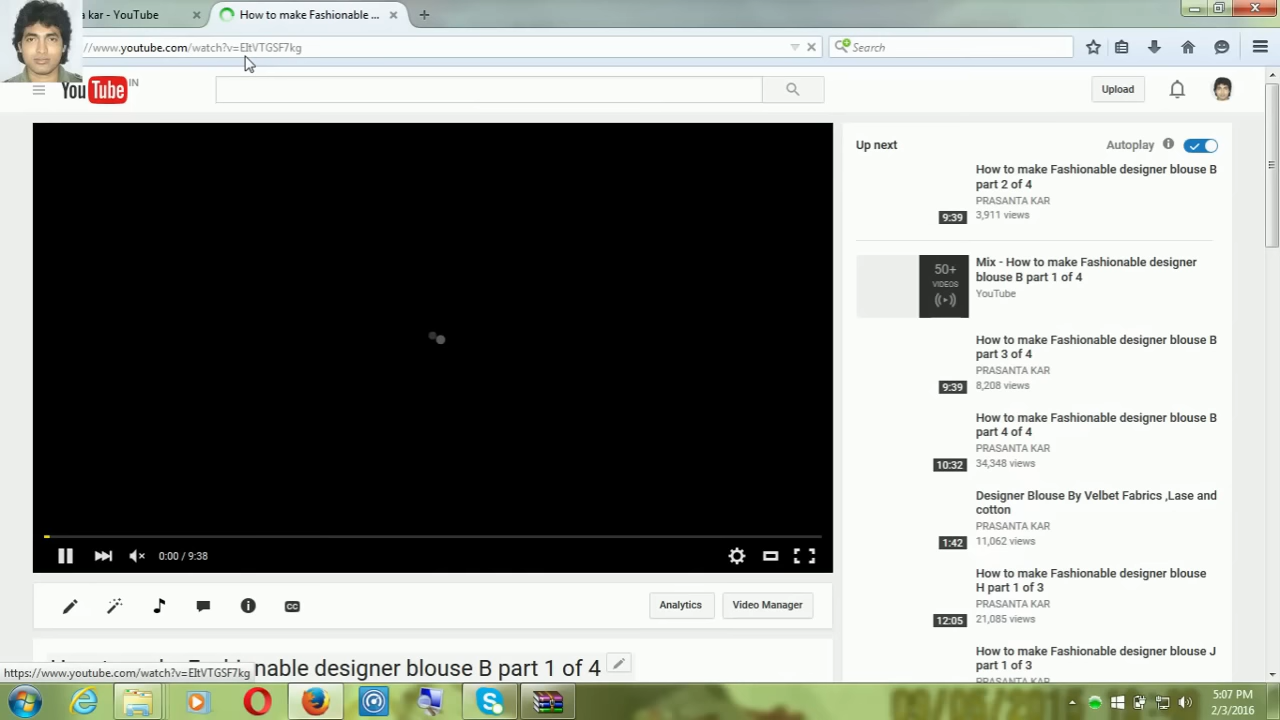 a kar - YouTube
How to make Fashionable ...
//www.youtube.com/watch?v=EItVTGSF7kg
Search
YouTube IN
Upload
Up next
Autoplay
How to make Fashionable designer blouse B
part 2 of 4
PRASANTA KAR
3,911 views
9:39
50+
VIDEOS
Mix - How to make Fashionable designer
blouse B part 1 of 4
YouTube
How to make Fashionable designer blouse B
part 3 of 4
PRASANTA KAR
8,208 views
9:39
How to make Fashionable designer blouse B
part 4 of 4
PRASANTA KAR
34,348 views
10:32
Designer Blouse By Velbet Fabrics ,Lase and
cotton
PRASANTA KAR
11,062 views
1:42
How to make Fashionable designer blouse
H part 1 of 3
PRASANTA KAR
21,085 views
12:05
How to make Fashionable designer blouse J
part 1 of 3
0:00 / 9:38
CC
Analytics
Video Manager
nable designer blouse B part 1 of 4
https://www.youtube.com/watch?v=EItVTGSF7kg
5:07 PM
2/3/2016